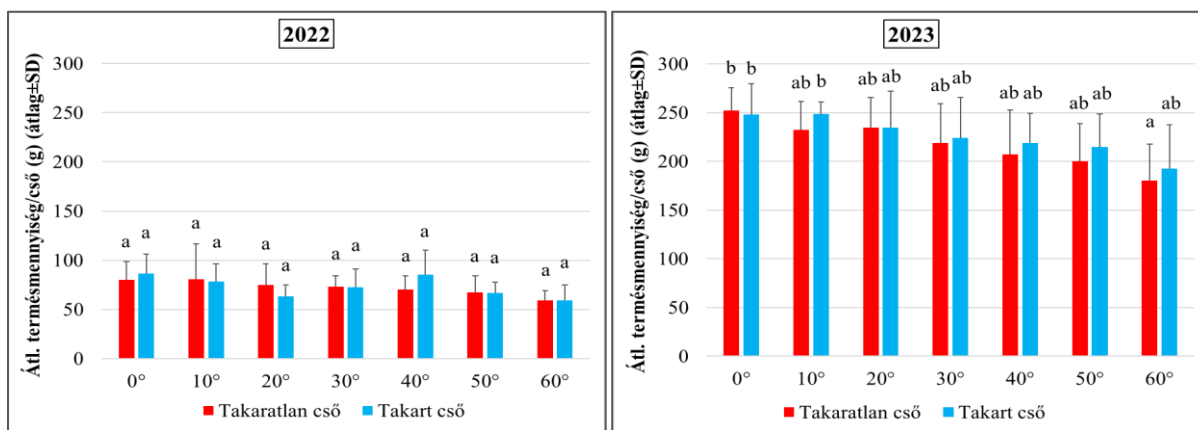 2022
Átl. termésmennyiség/cső (g) (átlag±SD)
300
250
200
150
100
50
0
a a a a a a a a a a a a a a
0° 10° 20° 30° 40° 50° 60°
Takaratlan cső Takart cső
2023
Átl. termésmennyiség/cső (g) (átlag±SD)
300
250
200
150
100
50
0
b b ab b ab ab ab ab ab ab ab ab a ab
0° 10° 20° 30° 40° 50° 60°
Takaratlan cső Takart cső